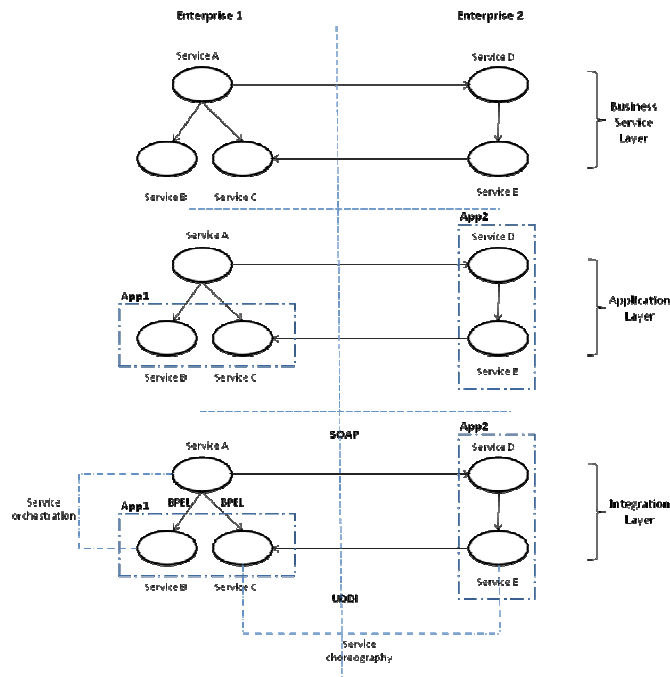 Enterprise 1
Enterprise 2
Service A
Service D
Business
Service
Layer
Service B
Service C
Service E
App2
Service A
Service D
App1
Application
Layer
Service B
Service C
Service E
App2
SOAP
Service A
Service D
Service
orchestration
App1
BPEL
BPEL
Integration
Layer
Service B
Service C
Service E
UDDI
Service
choreography